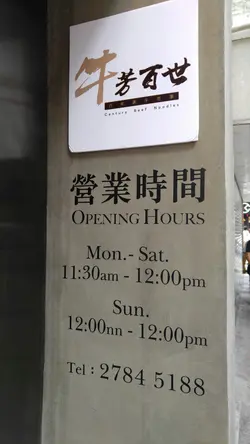 牛芳百世
Century Beef Noodles
營業時間
OPENING HOURS
Mon.- Sat.
11:30am - 12:00pm
Sun.
12:00nn - 12:00pm
Tel : 2784 5188